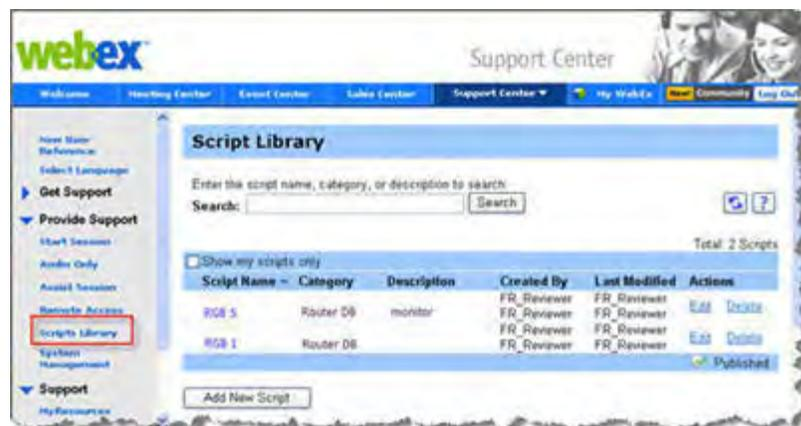 webex
Support Center
Welcome Meeting Center Event Center Sales Center Support Center My WebEx New! Community Log Out
New User Reference
Select Language
Get Support
Provide Support
Start Session
Audio Only
Assist Session
Remote Access
Scripts Library
System Management
Support
MyResources
Script Library
Enter the script name, category, or description to search
Search: Search
Total: 2 Scripts
Show my scripts only
Script Name Category Description Created By Last Modified Actions
RGB 5 Router DB monitor FR_Reviewer FR_Reviewer FR_Reviewer FR_Reviewer Edit Delete
RGB 1 Router DB FR_Reviewer FR_Reviewer Edit Delete
Published
Add New Script